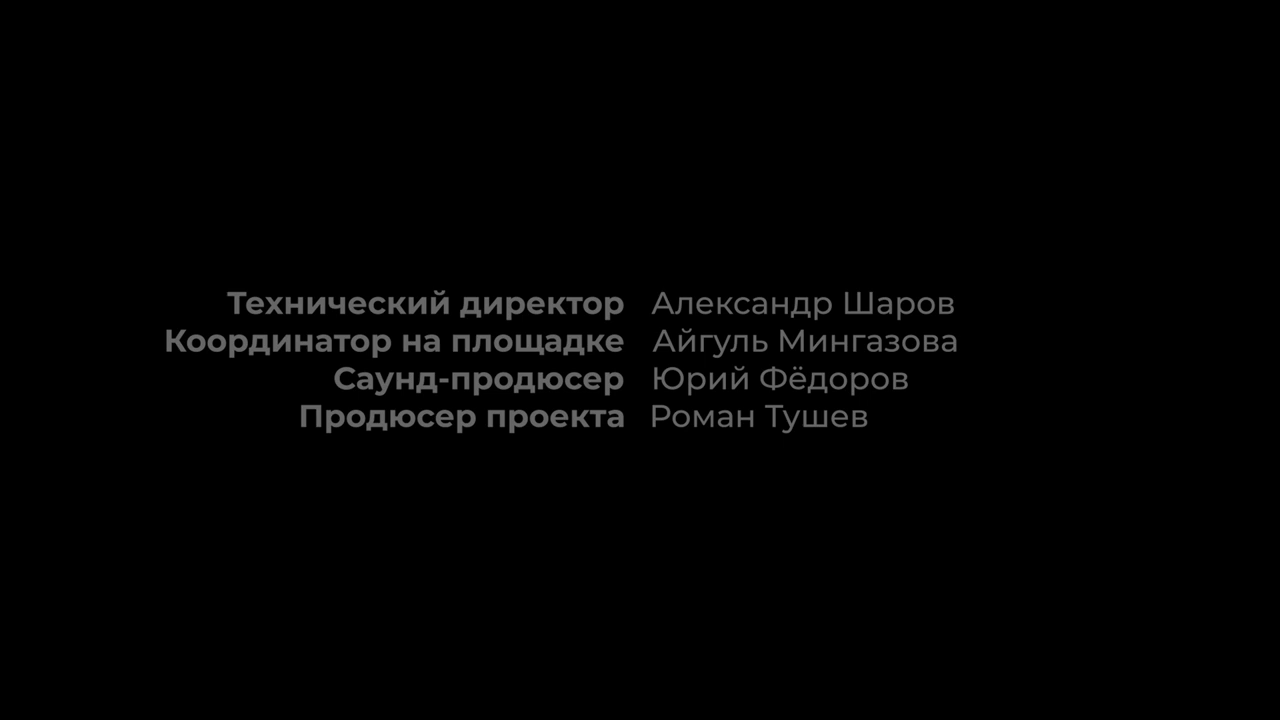 Технический директор Александр Шаров
Координатор на площадке Айгуль Мингазова
Саунд-продюсер Юрий Фёдоров
Продюсер проекта Роман Тушев